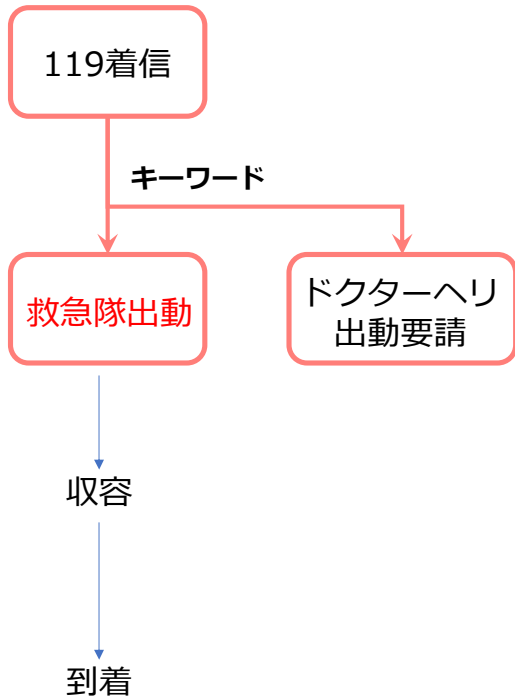 119着信
キーワード
救急隊出動
ドクターヘリ
出動要請
収容
到着